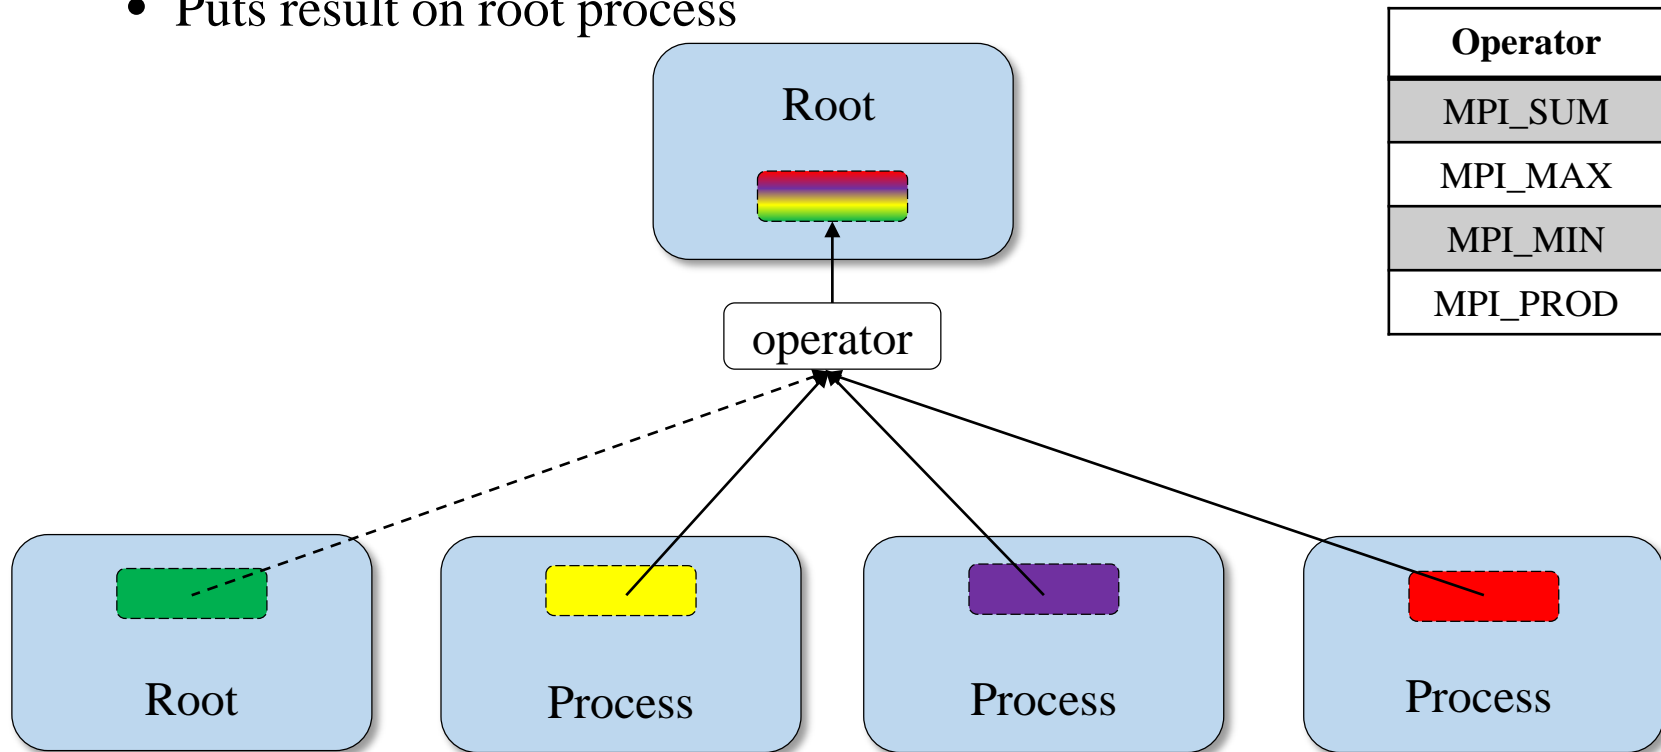 • Puts result on root process
Root
operator
Root
Process
Process
Process
Operator
MPI_SUM
MPI_MAX
MPI_MIN
MPI_PROD